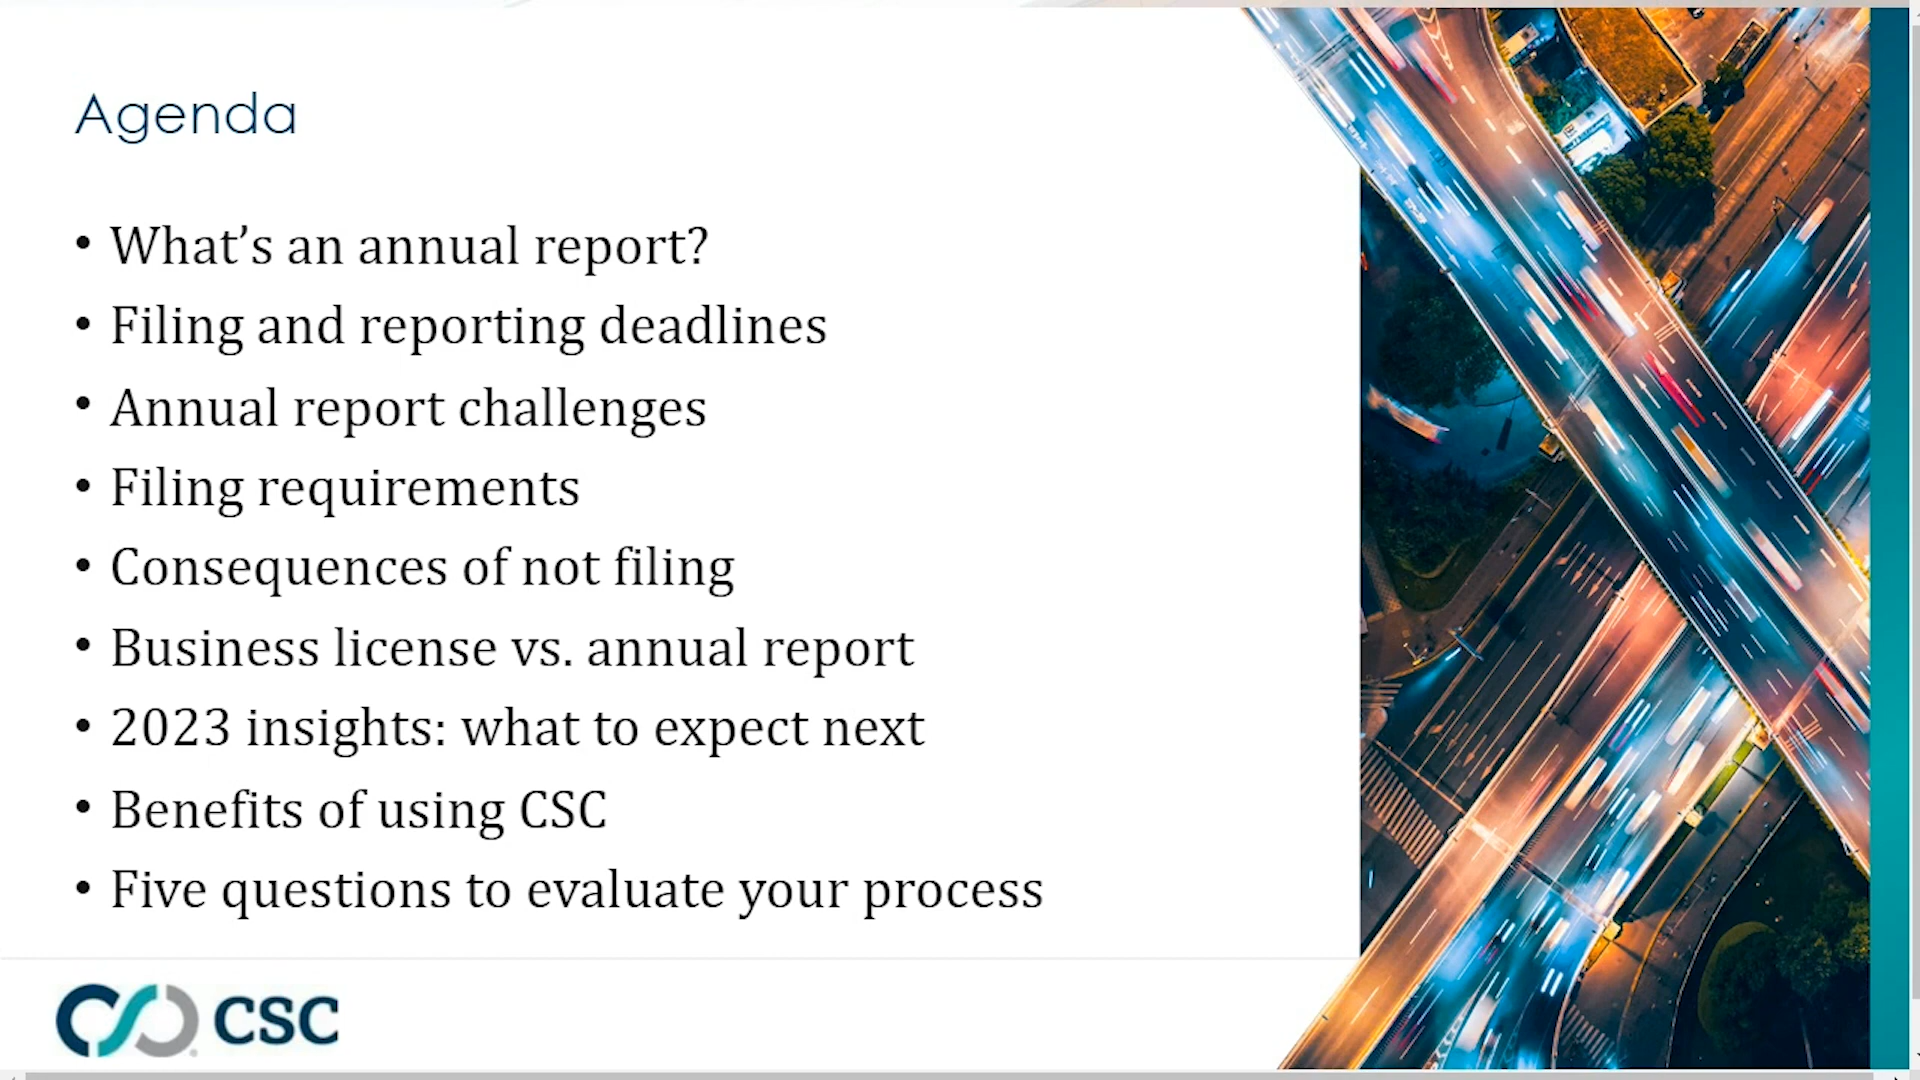 Agenda
• What’s an annual report?
• Filing and reporting deadlines
• Annual report challenges
• Filing requirements
• Consequences of not filing
• Business license vs. annual report
• 2023 insights: what to expect next
• Benefits of using CSC
• Five questions to evaluate your process
CSC